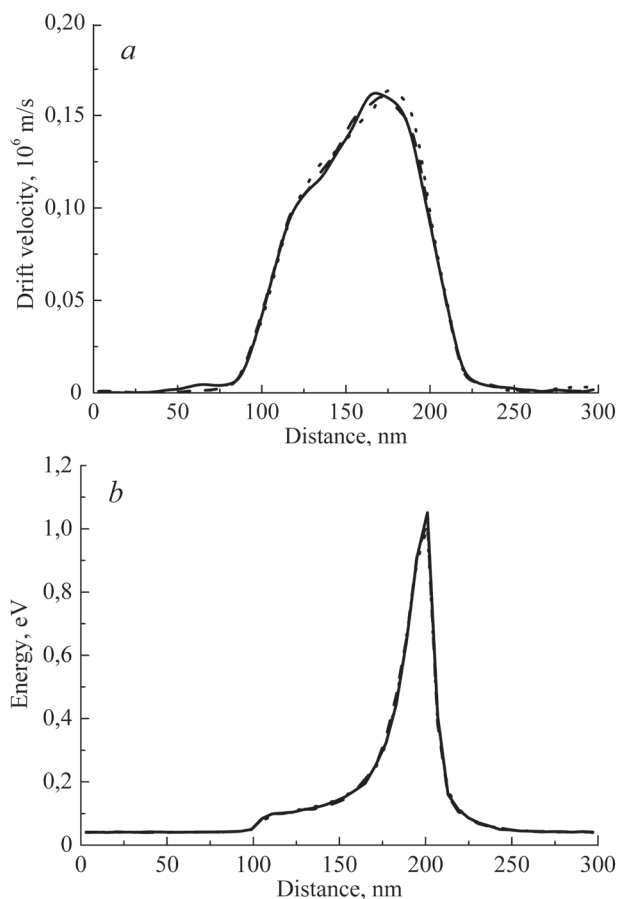 a
Drift velocity, 10⁶ m/s
0,20
0,15
0,10
0,05
0
0 50 100 150 200 250 300
Distance, nm
b
Energy, eV
1,2
1,0
0,8
0,6
0,4
0,2
0
0 50 100 150 200 250 300
Distance, nm